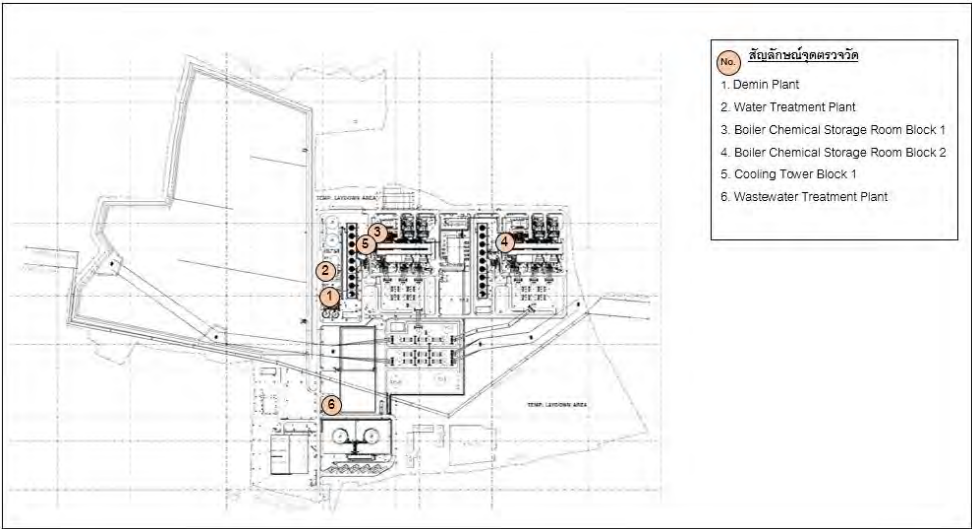 No. สัญลักษณ์จุดตรวจวัด
1. Demin Plant
2. Water Treatment Plant
3. Boiler Chemical Storage Room Block 1
4. Boiler Chemical Storage Room Block 2
5. Cooling Tower Block 1
6. Wastewater Treatment Plant
TEMP. LAYDOWN AREA
3
5
4
2
1
6
TEMP. LAYDOWN AREA